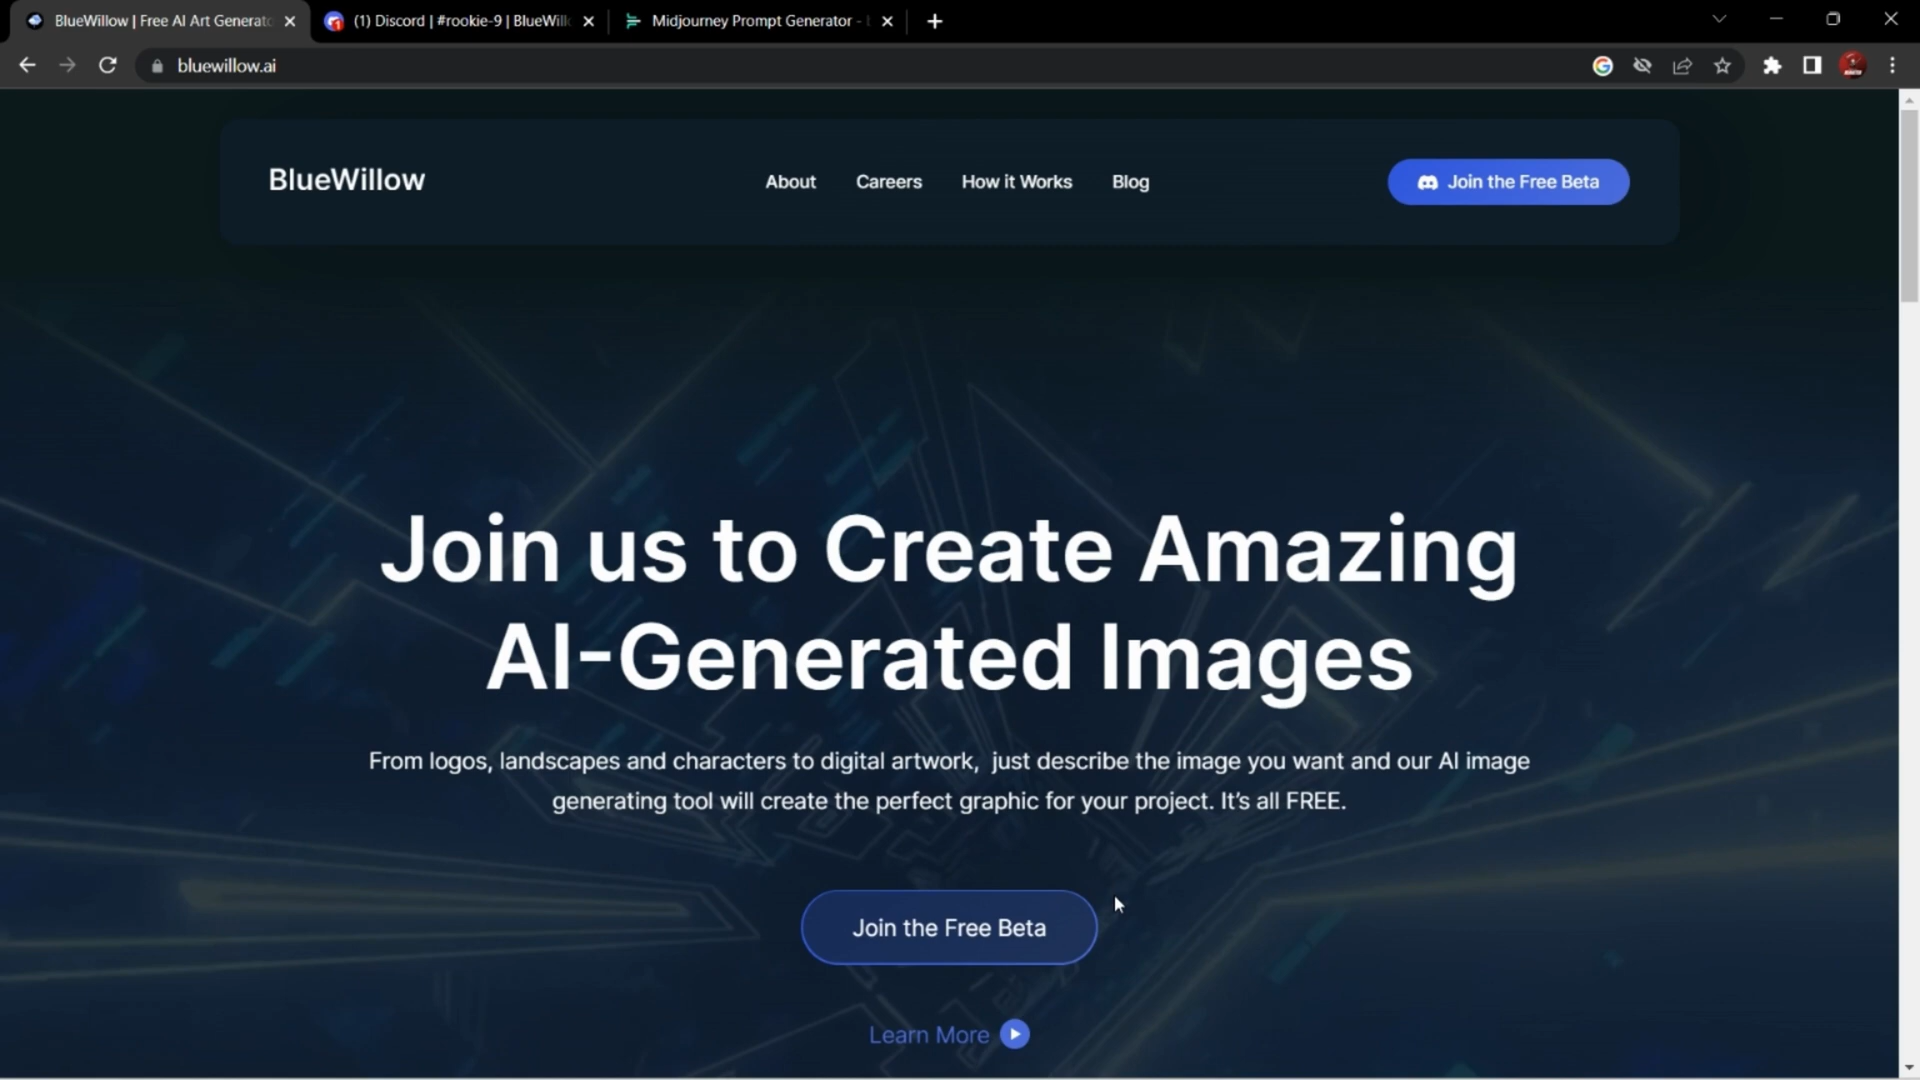 BlueWillow | Free AI Art Generato
(1) Discord | #rookie-9 | BlueWill
Midjourney Prompt Generator -
bluewillow.ai
BlueWillow
About
Careers
How it Works
Blog
Join the Free Beta
Join us to Create Amazing
AI-Generated Images
From logos, landscapes and characters to digital artwork, just describe the image you want and our AI image
generating tool will create the perfect graphic for your project. It's all FREE.
Join the Free Beta
Learn More